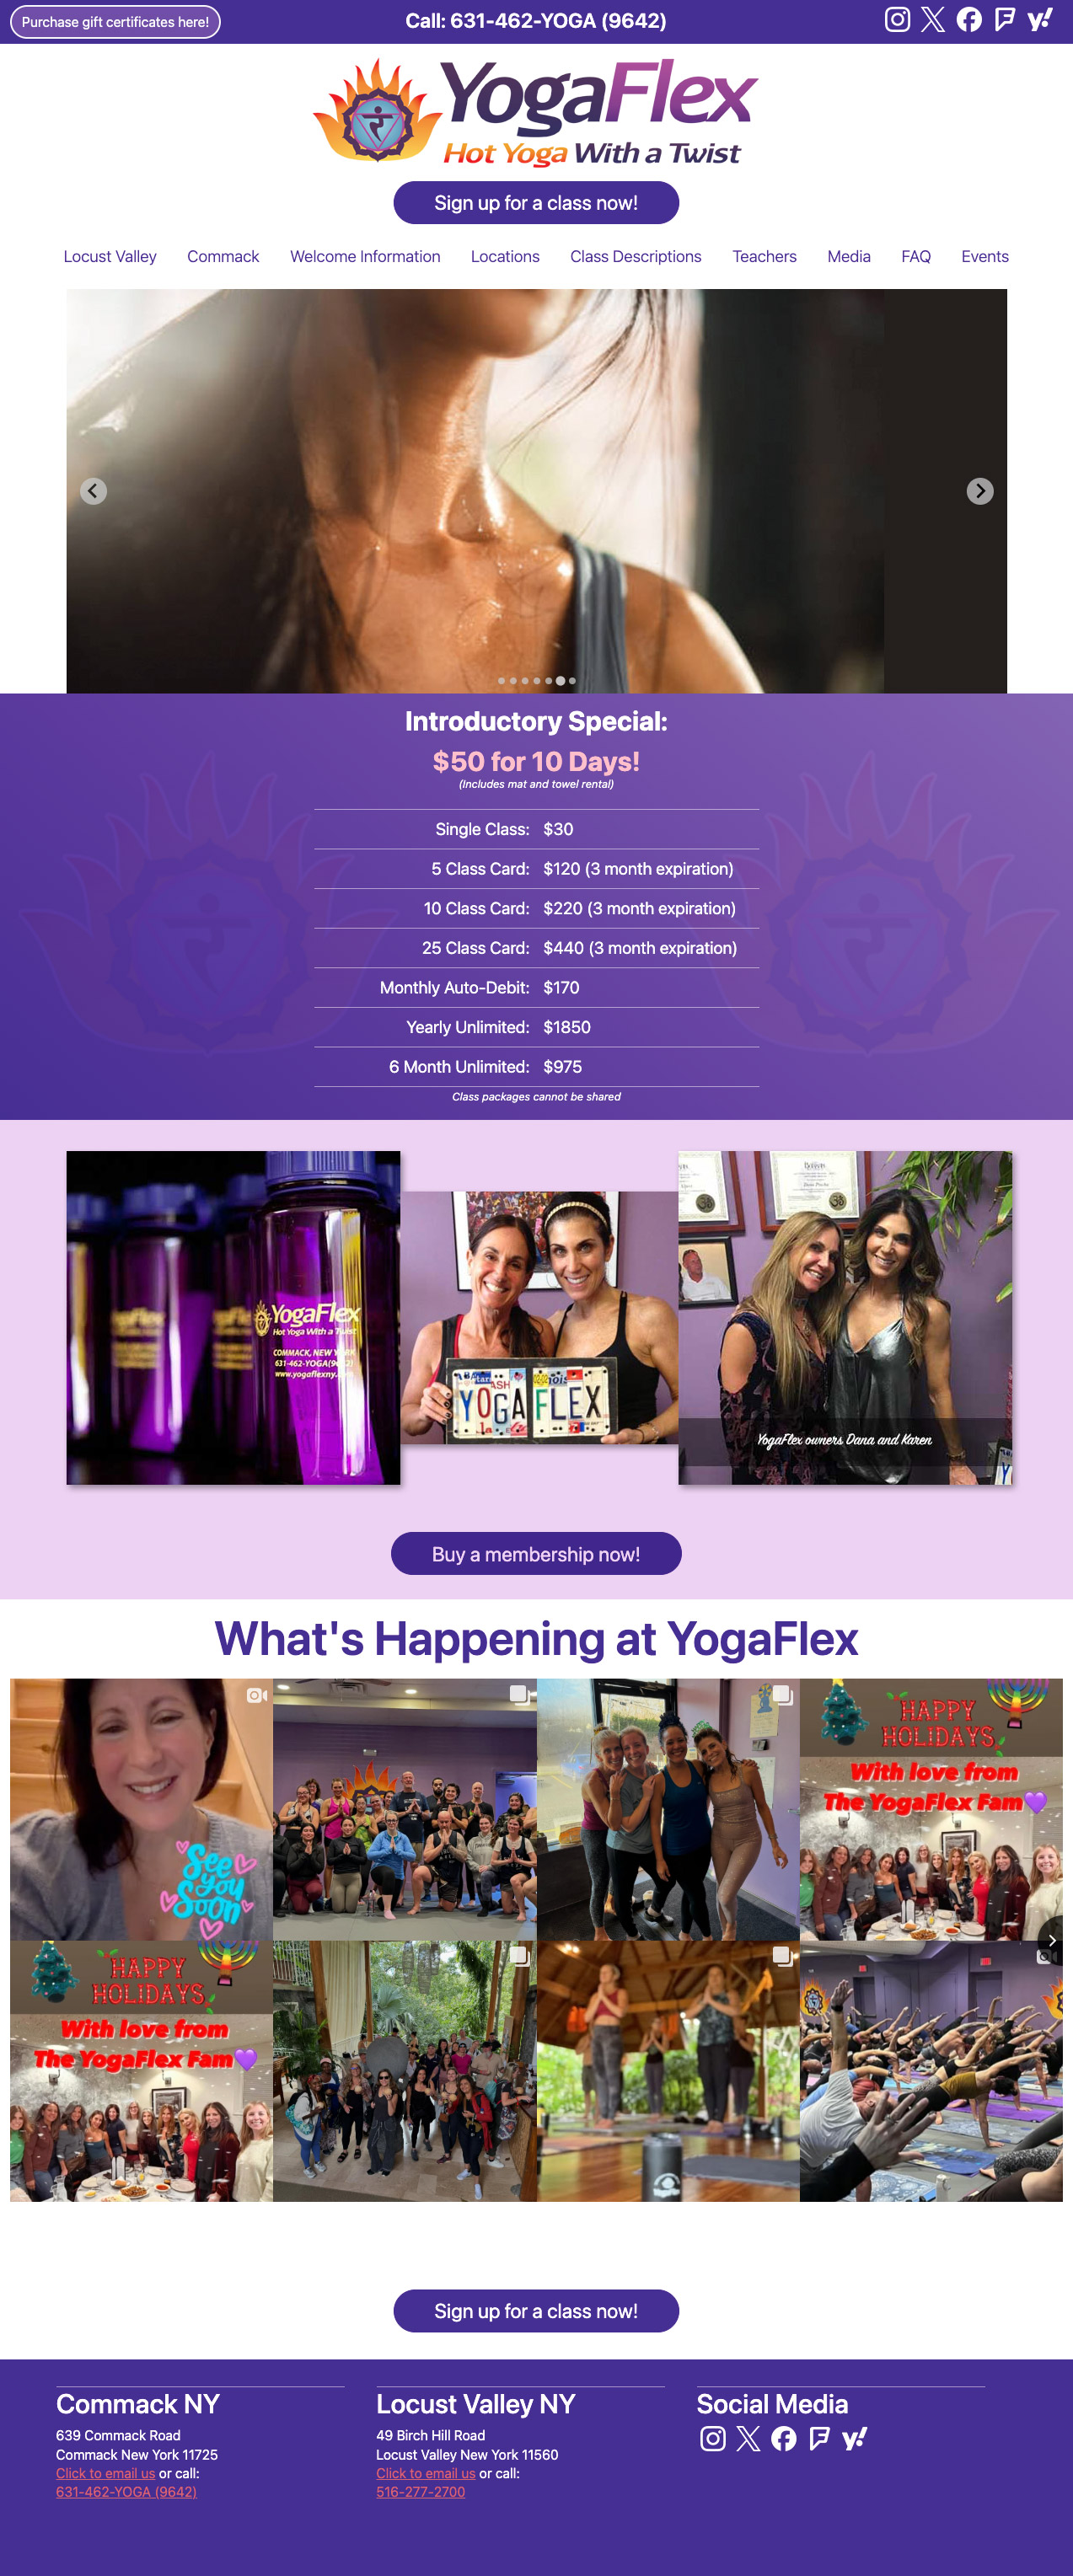 Purchase gift certificates here!
Call: 631-462-YOGA (9642)
YogaFlex
Hot Yoga With a Twist
Sign up for a class now!
Locust Valley Commack Welcome Information Locations Class Descriptions Teachers Media FAQ Events
Introductory Special:
$50 for 10 Days!
(Includes mat and towel rental)
Single Class: $30
5 Class Card: $120 (3 month expiration)
10 Class Card: $220 (3 month expiration)
25 Class Card: $440 (3 month expiration)
Monthly Auto-Debit: $170
Yearly Unlimited: $1850
6 Month Unlimited: $975
Class packages cannot be shared
YogaFlex
Hot Yoga With a Twist
COMMACK, NEW YORK
631-462-YOGA(9642)
www.yogaflexny.com
YOGA FLEX
YogaFlex owners Dana and Karen
Buy a membership now!
What's Happening at YogaFlex
See
you
Soon
HAPPY
HOLIDAYS
With love from
The YogaFlex Fam💜
HAPPY
HOLIDAYS
With love from
The YogaFlex Fam💜
Sign up for a class now!
Commack NY
639 Commack Road
Commack New York 11725
Click to email us or call:
631-462-YOGA (9642)
Locust Valley NY
49 Birch Hill Road
Locust Valley New York 11560
Click to email us or call:
516-277-2700
Social Media